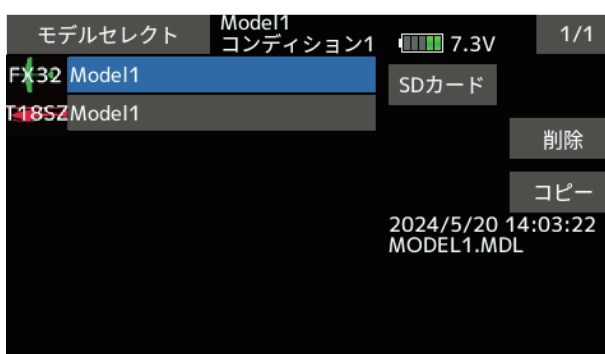 モデルセレクト
Model1
コンディション1
7.3V
1/1
FX32 Model1
SDカード
T18SZ Model1
削除
コピー
2024/5/20 14:03:22
MODEL1.MDL